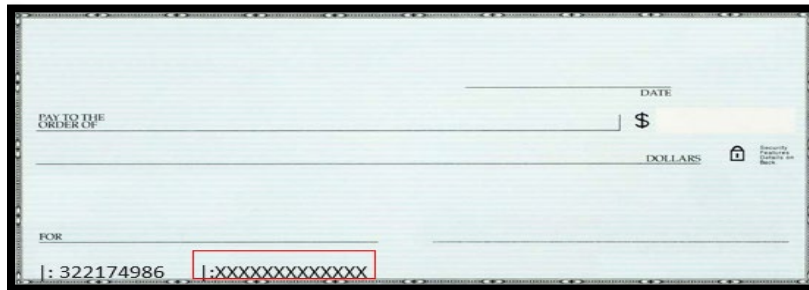 DATE
PAY TO THE
ORDER OF
$
DOLLARS
Security
Features
Details on
Back
FOR
|: 322174986 |:XXXXXXXXXXXXX